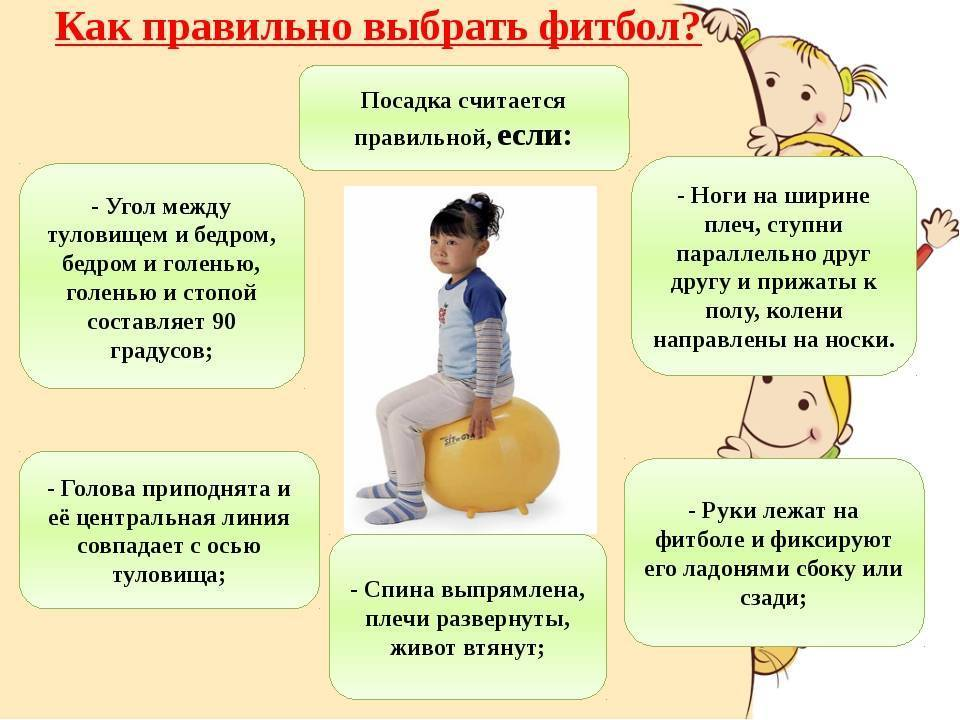 Как правильно выбрать фитбол?
Посадка считается
правильной, если:
- Угол между
туловищем и бедром,
бедром и голенью,
голенью и стопой
составляет 90
градусов;
- Ноги на ширине
плеч, ступни
параллельно друг
другу и прижаты к
полу, колени
направлены на носки.
- Голова приподнята и
её центральная линия
совпадает с осью
туловища;
- Спина выпрямлена,
плечи развернуты,
живот втянут;
- Руки лежат на
фитболе и фиксируют
его ладонями сбоку или
сзади;